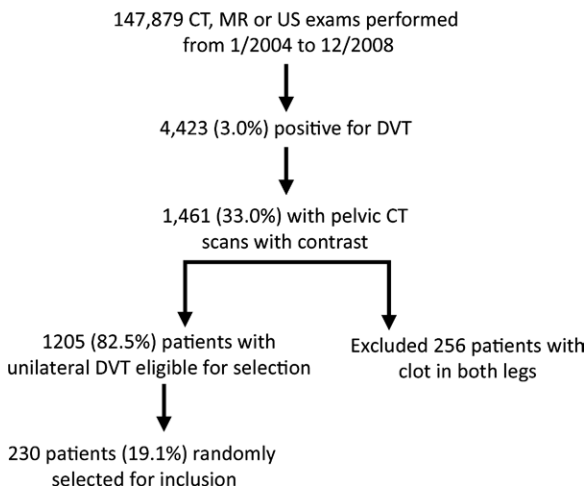 147,879 CT, MR or US exams performed
from 1/2004 to 12/2008
4,423 (3.0%) positive for DVT
1,461 (33.0%) with pelvic CT
scans with contrast
1205 (82.5%) patients with
unilateral DVT eligible for selection
Excluded 256 patients with
clot in both legs
230 patients (19.1%) randomly
selected for inclusion